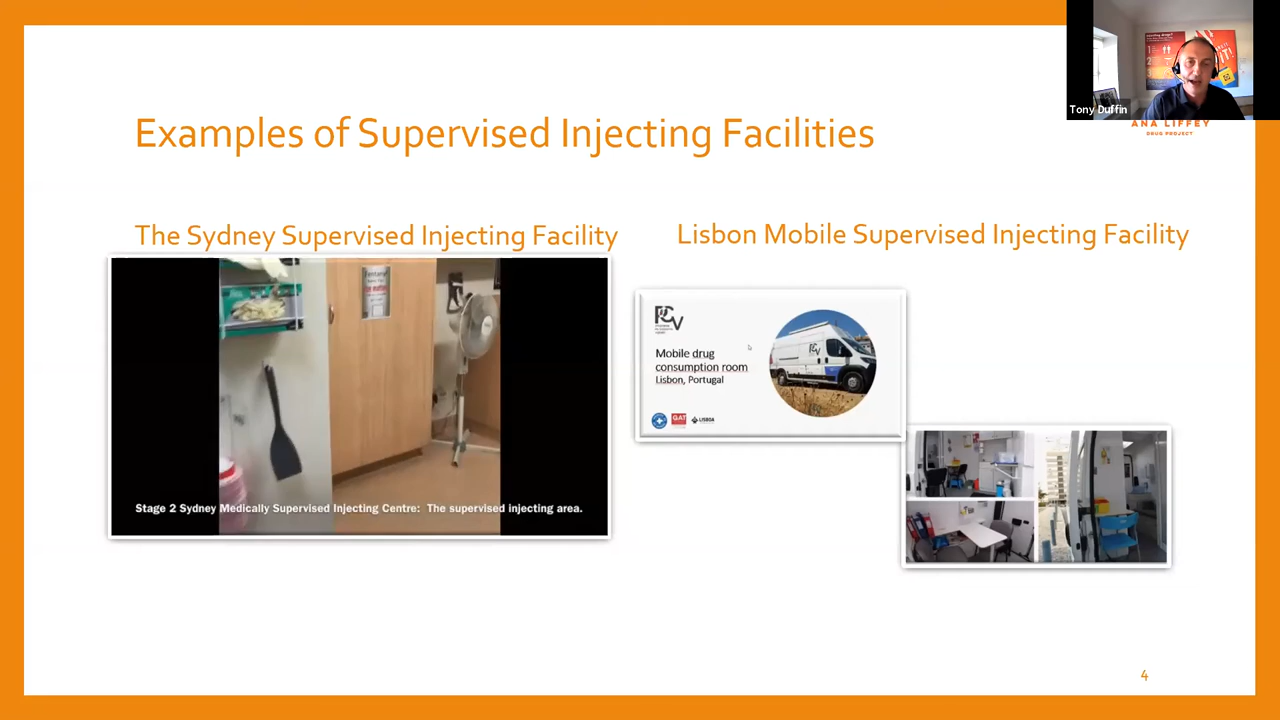 Tony Duffin
ANA LIFFEY
DRUG PROJECT
Examples of Supervised Injecting Facilities
The Sydney Supervised Injecting Facility
Stage 2 Sydney Medically Supervised Injecting Centre: The supervised injecting area.
Lisbon Mobile Supervised Injecting Facility
Mobile drug
consumption room
Lisbon, Portugal
GAT
LISBOA
4